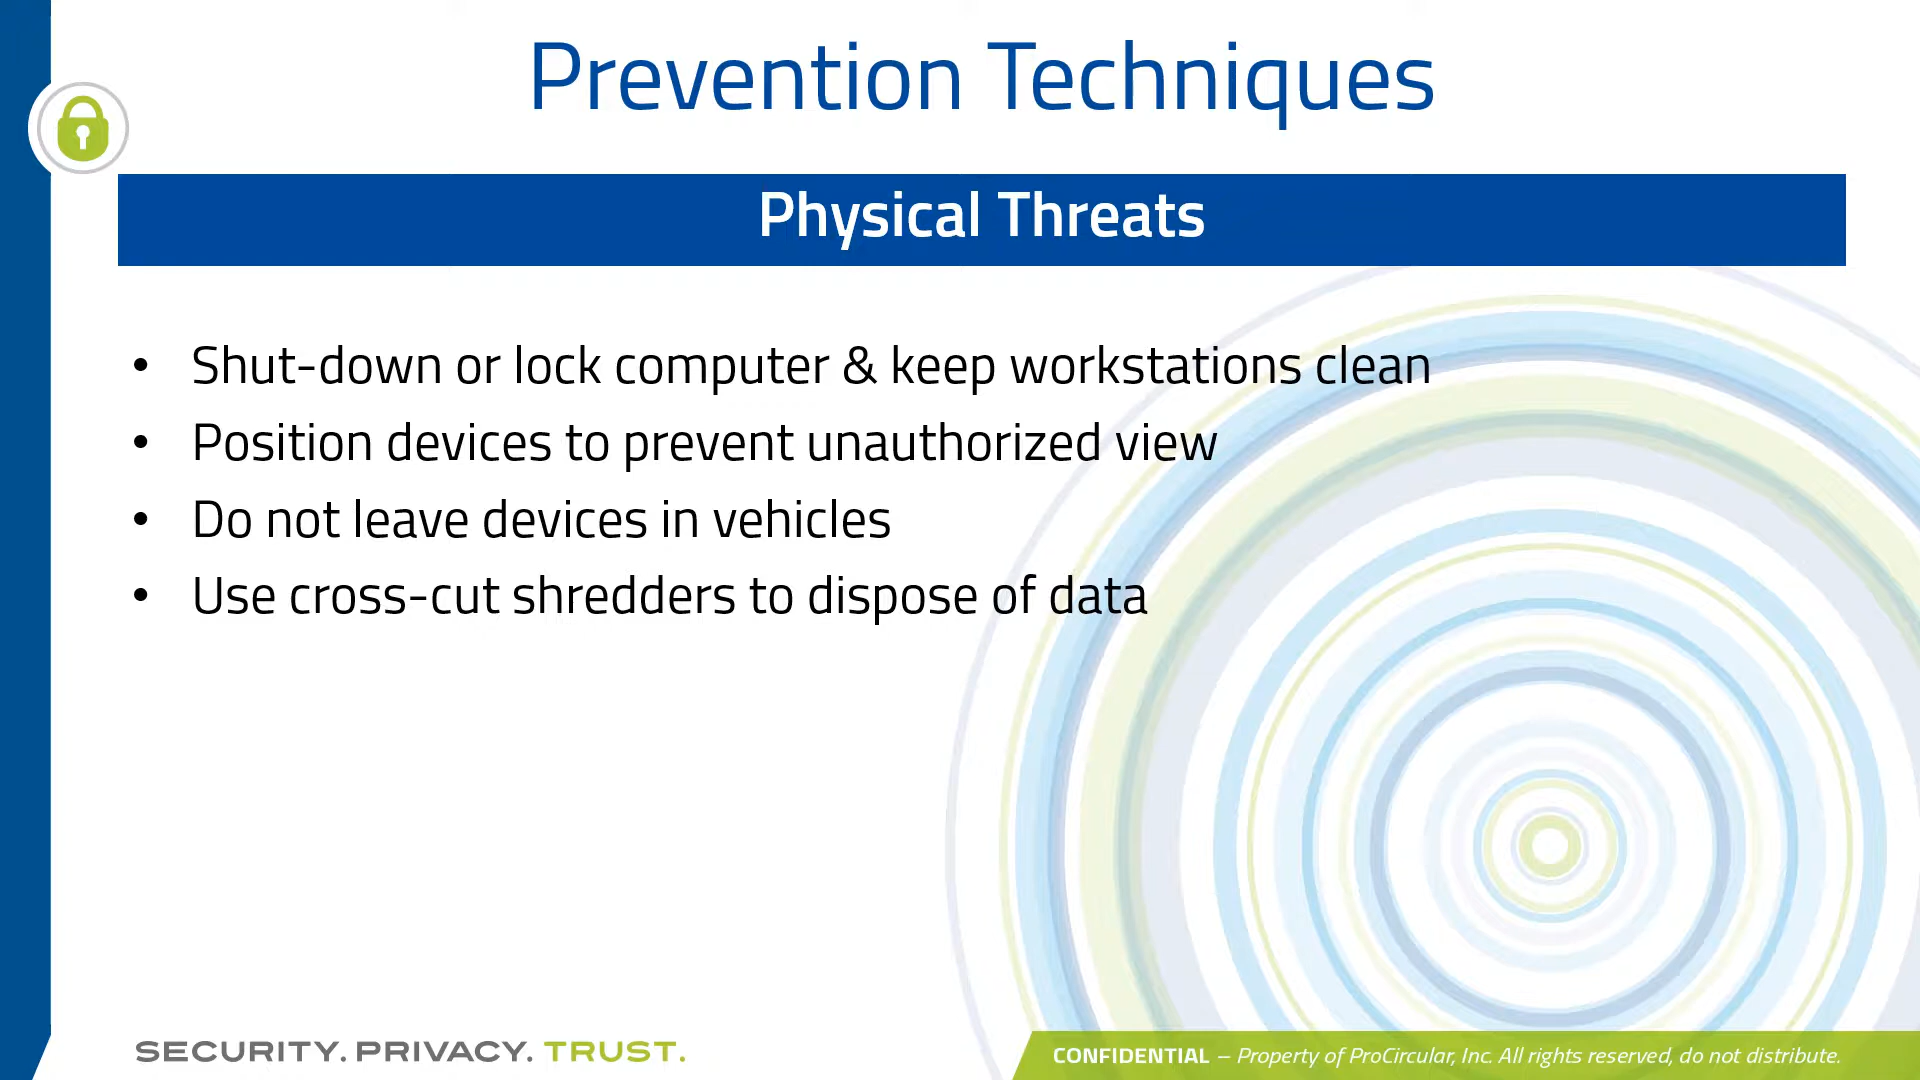 Prevention Techniques
Physical Threats
• Shut-down or lock computer & keep workstations clean
• Position devices to prevent unauthorized view
• Do not leave devices in vehicles
• Use cross-cut shredders to dispose of data
SECURITY. PRIVACY. TRUST.
CONFIDENTIAL – Property of ProCircular, Inc. All rights reserved, do not distribute.